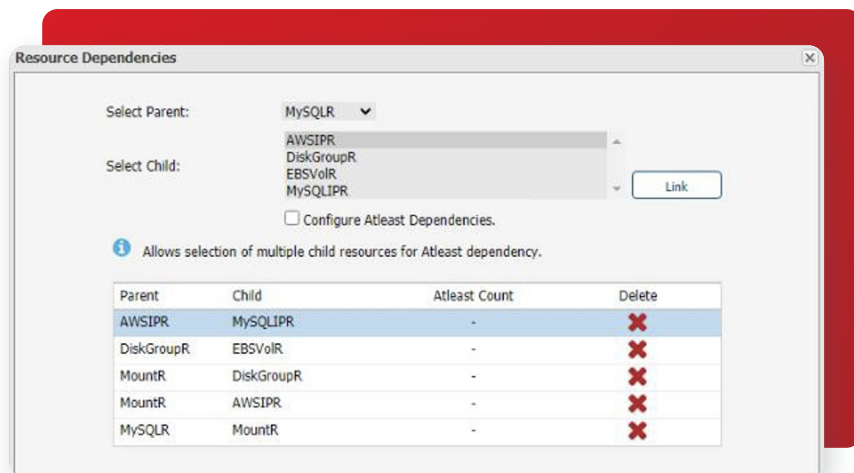 Resource Dependencies
Select Parent: MySQLR
Select Child:
AWSIPR
DiskGroupR
EBSVolR
MySQLIPR
Link
Configure Atleast Dependencies.
Allows selection of multiple child resources for Atleast dependency.
Parent Child Atleast Count Delete
AWSIPR MySQLIPR -
DiskGroupR EBSVolR -
MountR DiskGroupR -
MountR AWSIPR -
MySQLR MountR -